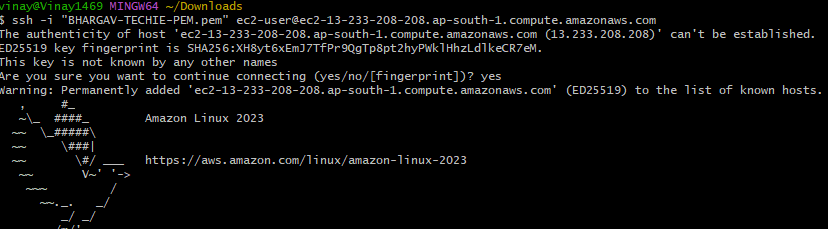 vinay@Vinay1469 MINGW64 ~/Downloads
$ ssh -i "BHARGAV-TECHIE-PEM.pem" ec2-user@ec2-13-233-208-208.ap-south-1.compute.amazonaws.com
The authenticity of host 'ec2-13-233-208-208.ap-south-1.compute.amazonaws.com (13.233.208.208)' can't be established.
ED25519 key fingerprint is SHA256:XH8yt6xEmJ7TfPr9QgTp8pt2hyPWklHhzLdlkeCR7eM.
This key is not known by any other names
Are you sure you want to continue connecting (yes/no/[fingerprint])? yes
Warning: Permanently added 'ec2-13-233-208-208.ap-south-1.compute.amazonaws.com' (ED25519) to the list of known hosts.
   ,     #_
   ~\_  ####_        Amazon Linux 2023
  ~~  \_#####\
  ~~     \###|
  ~~       \#/ ___   https://aws.amazon.com/linux/amazon-linux-2023
   ~~       V~' '->
    ~~~         /
      ~~._.   _/
         _/ _/